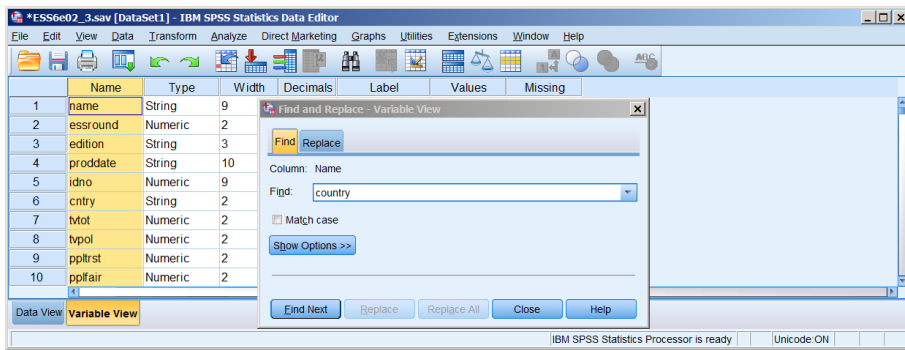 *ESS6e02_3.sav [DataSet1] - IBM SPSS Statistics Data Editor
File Edit View Data Transform Analyze Direct Marketing Graphs Utilities Extensions Window Help
Name Type Width Decimals Label Values Missing
1 name String 9
2 essround Numeric 2
3 edition String 3
4 proddate String 10
5 idno Numeric 9
6 cntry String 2
7 tvtot Numeric 2
8 tvpol Numeric 2
9 ppltrst Numeric 2
10 pplfair Numeric 2
Find and Replace - Variable View
Find Replace
Column: Name
Find: country
Match case
Show Options >>
Find Next Replace Replace All Close Help
Data View Variable View
IBM SPSS Statistics Processor is ready Unicode:ON